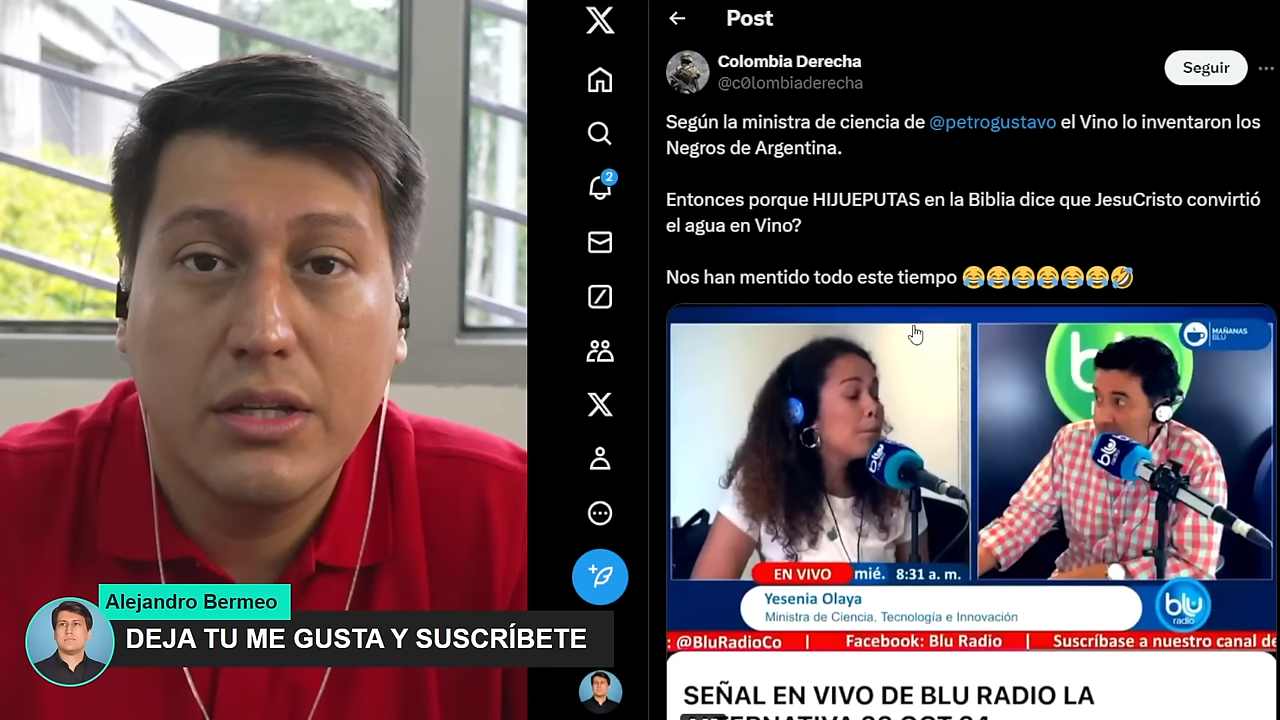 Post
Colombia Derecha
@c0lombiaderecha
Seguir
Según la ministra de ciencia de @petrogustavo el Vino lo inventaron los
Negros de Argentina.
Entonces porque HIJUEPUTAS en la Biblia dice que JesuCristo convirtió
el agua en Vino?
Nos han mentido todo este tiempo 😂😂😂😂😂😂🤣
2
MAÑANAS
BLU
blu
blu
EN VIVO mié. 8:31 a. m.
Yesenia Olaya
Ministra de Ciencia, Tecnología e Innovación
blu
radio
: @BluRadioCo | Facebook: Blu Radio | Suscríbase a nuestro canal de
SEÑAL EN VIVO DE BLU RADIO LA
Alejandro Bermeo
DEJA TU ME GUSTA Y SUSCRÍBETE